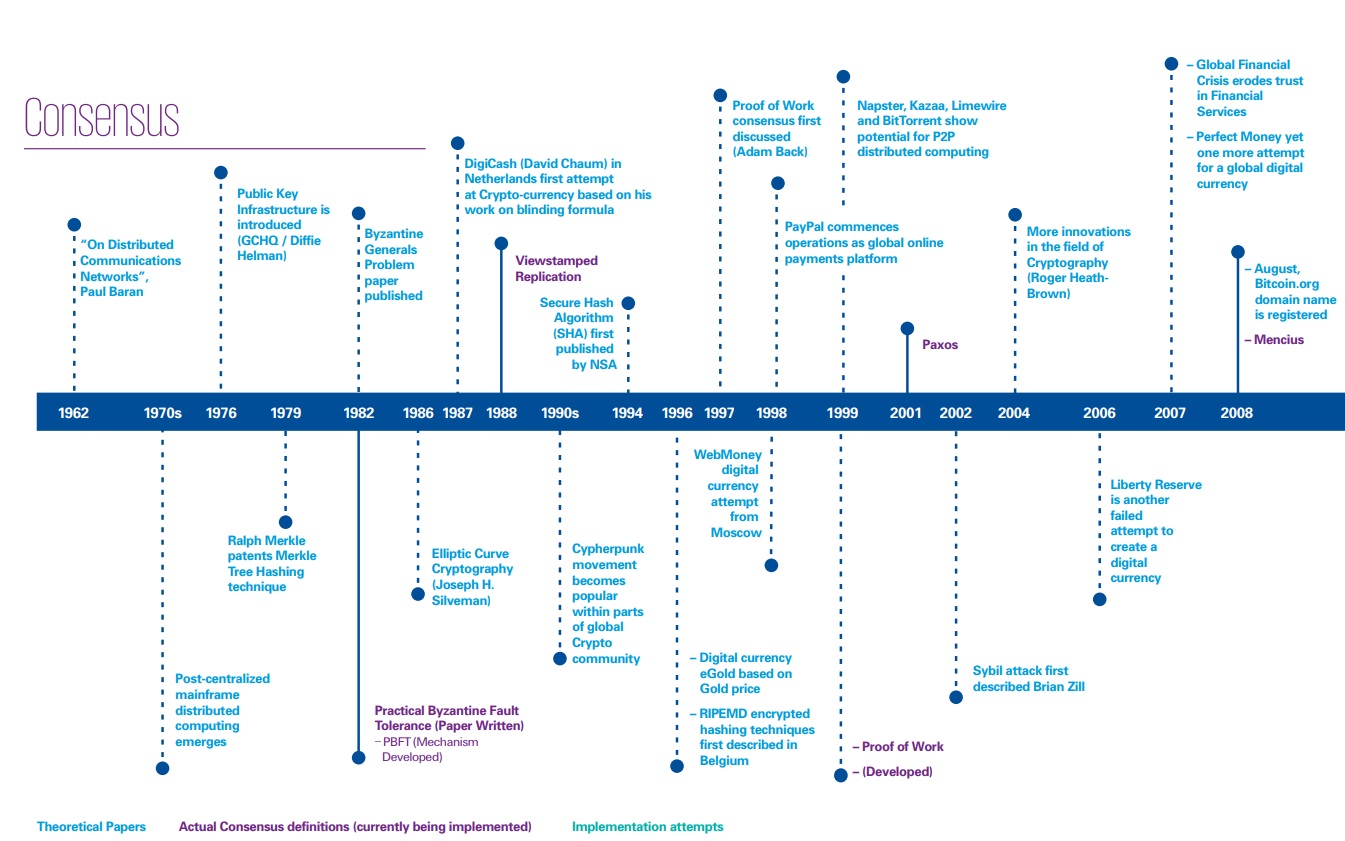 Consensus
"On Distributed
Communications
Networks",
Paul Baran
Public Key
Infrastructure is
introduced
(GCHQ / Diffie
Helman)
Byzantine
Generals
Problem
paper
published
DigiCash (David Chaum) in
Netherlands first attempt
at Crypto-currency based on his
work on blinding formula
Viewstamped
Replication
Secure Hash
Algorithm
(SHA) first
published
by NSA
Proof of Work
consensus first
discussed
(Adam Back)
PayPal commences
operations as global online
payments platform
Napster, Kazaa, Limewire
and BitTorrent show
potential for P2P
distributed computing
Paxos
More innovations
in the field of
Cryptography
(Roger Heath-
Brown)
– Global Financial
Crisis erodes trust
in Financial
Services
– Perfect Money yet
one more attempt
for a global digital
currency
– August,
Bitcoin.org
domain name
is registered
– Mencius
1962 1970s 1976 1979 1982 1986 1987 1988 1990s 1994 1996 1997 1998 1999 2001 2002 2004 2006 2007 2008
Post-centralized
mainframe
distributed
computing
emerges
Ralph Merkle
patents Merkle
Tree Hashing
technique
Practical Byzantine Fault
Tolerance (Paper Written)
– PBFT (Mechanism
Developed)
Elliptic Curve
Cryptography
(Joseph H.
Silveman)
Cypherpunk
movement
becomes
popular
within parts
of global
Crypto
community
– Digital currency
eGold based on
Gold price
– RIPEMD encrypted
hashing techniques
first described in
Belgium
WebMoney
digital
currency
attempt
from
Moscow
– Proof of Work
– (Developed)
Sybil attack first
described Brian Zill
Liberty Reserve
is another
failed
attempt to
create a
digital
currency
Theoretical Papers
Actual Consensus definitions (currently being implemented)
Implementation attempts